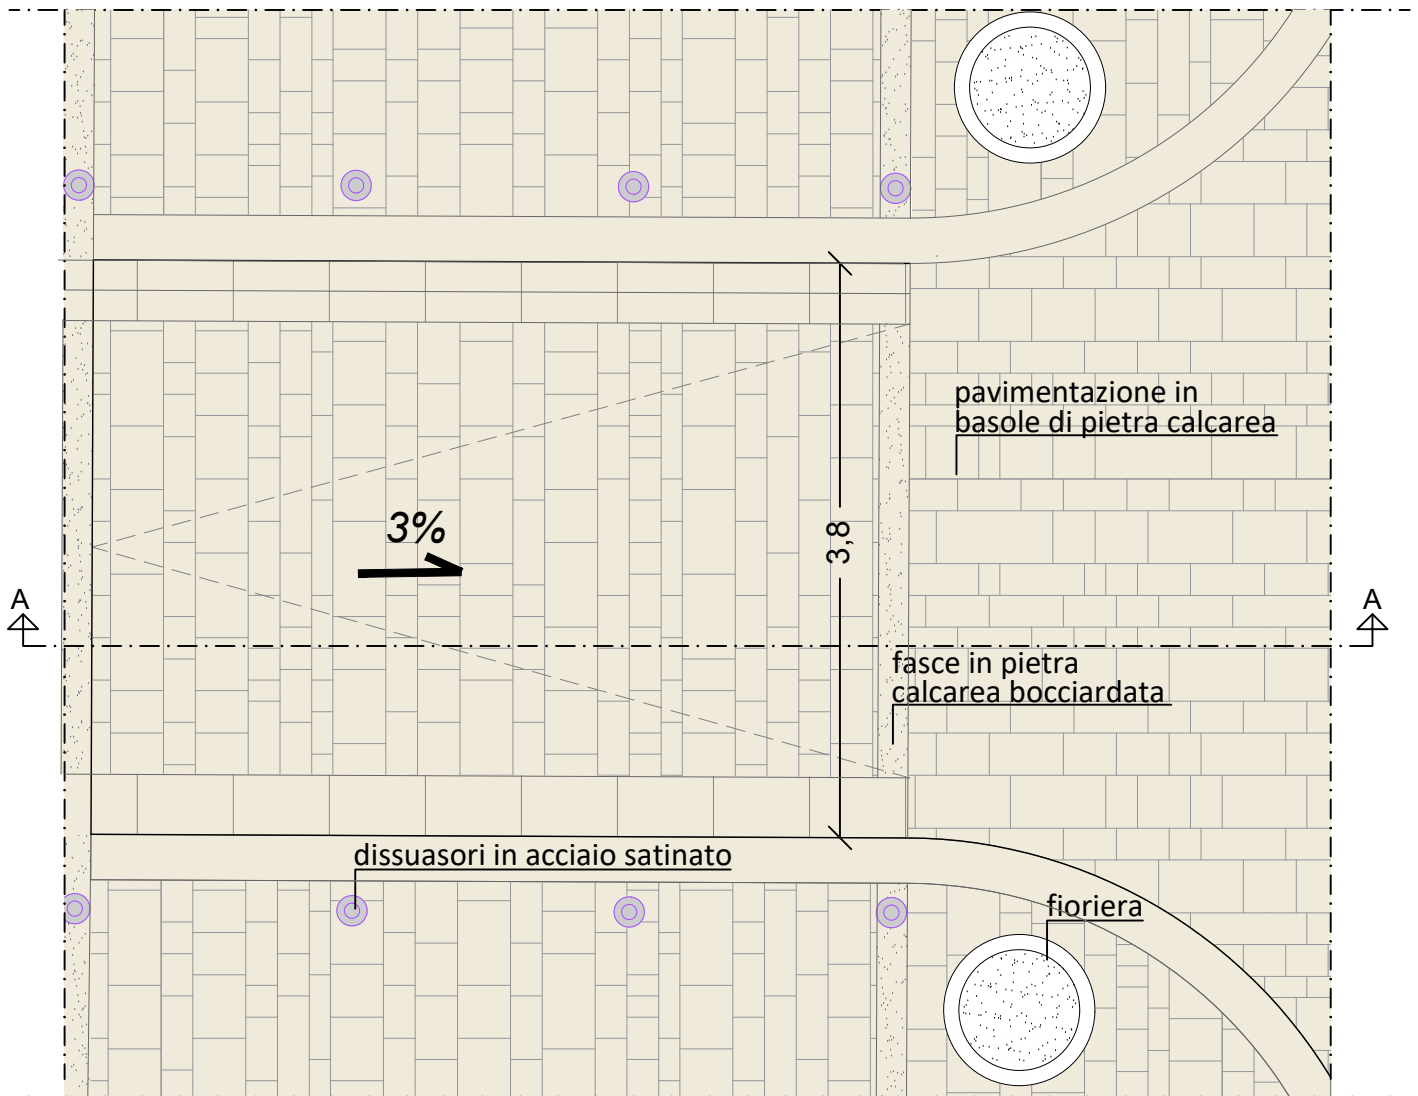 pavimentazione in
basole di pietra calcarea
3%
3,8
A
A
fasce in pietra
calcarea bocciardata
dissuasori in acciaio satinato
fioriera